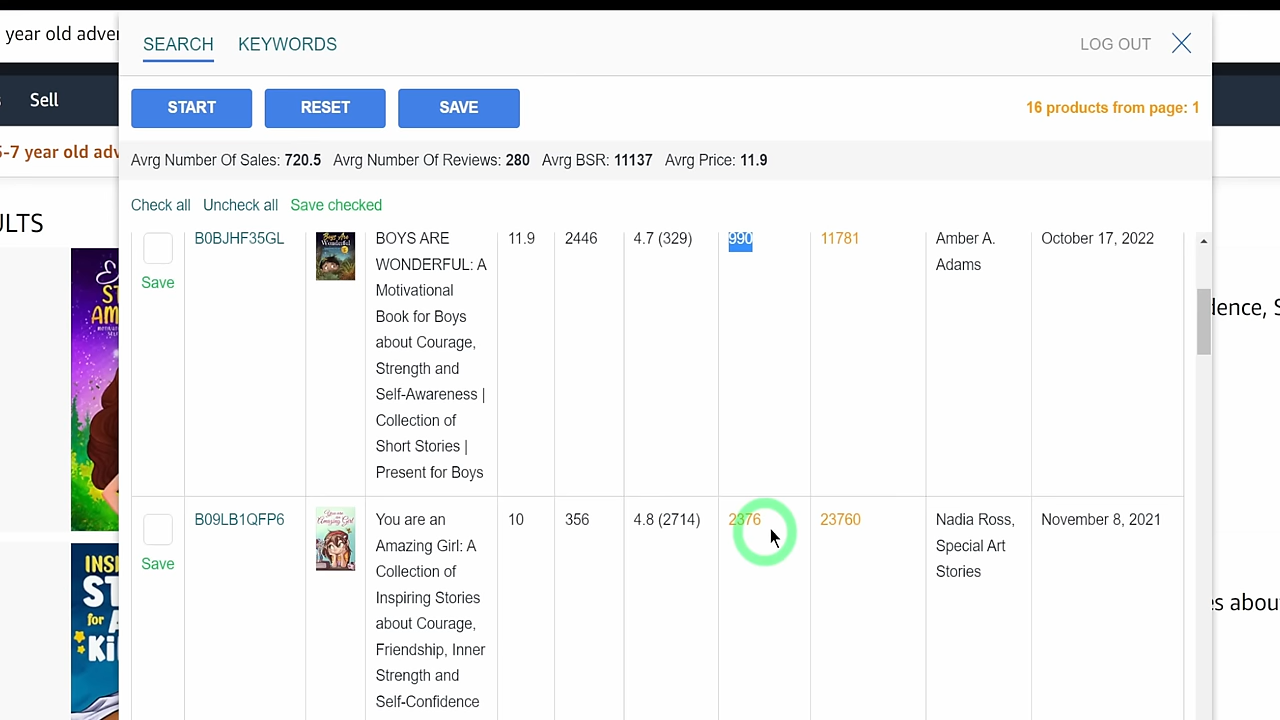 year old adver
SEARCH KEYWORDS LOG OUT
Sell
START RESET SAVE 16 products from page: 1
5-7 year old adv
Avrg Number Of Sales: 720.5 Avrg Number Of Reviews: 280 Avrg BSR: 11137 Avrg Price: 11.9
Check all Uncheck all Save checked
ULTS
B0BJHF35GL BOYS ARE 11.9 2446 4.7 (329) 990 11781 Amber A. October 17, 2022
WONDERFUL: A Adams
Save
Motivational
Book for Boys
about Courage,
Strength and
Self-Awareness |
Collection of
Short Stories |
Present for Boys
dence, S
B09LB1QFP6 You are an 10 356 4.8 (2714) 2376 23760 Nadia Ross, November 8, 2021
Amazing Girl: A Special Art
Save
Collection of Stories
Inspiring Stories
about Courage,
Friendship, Inner
Strength and
Self-Confidence
es abou
INSP
ST
for A
Ki